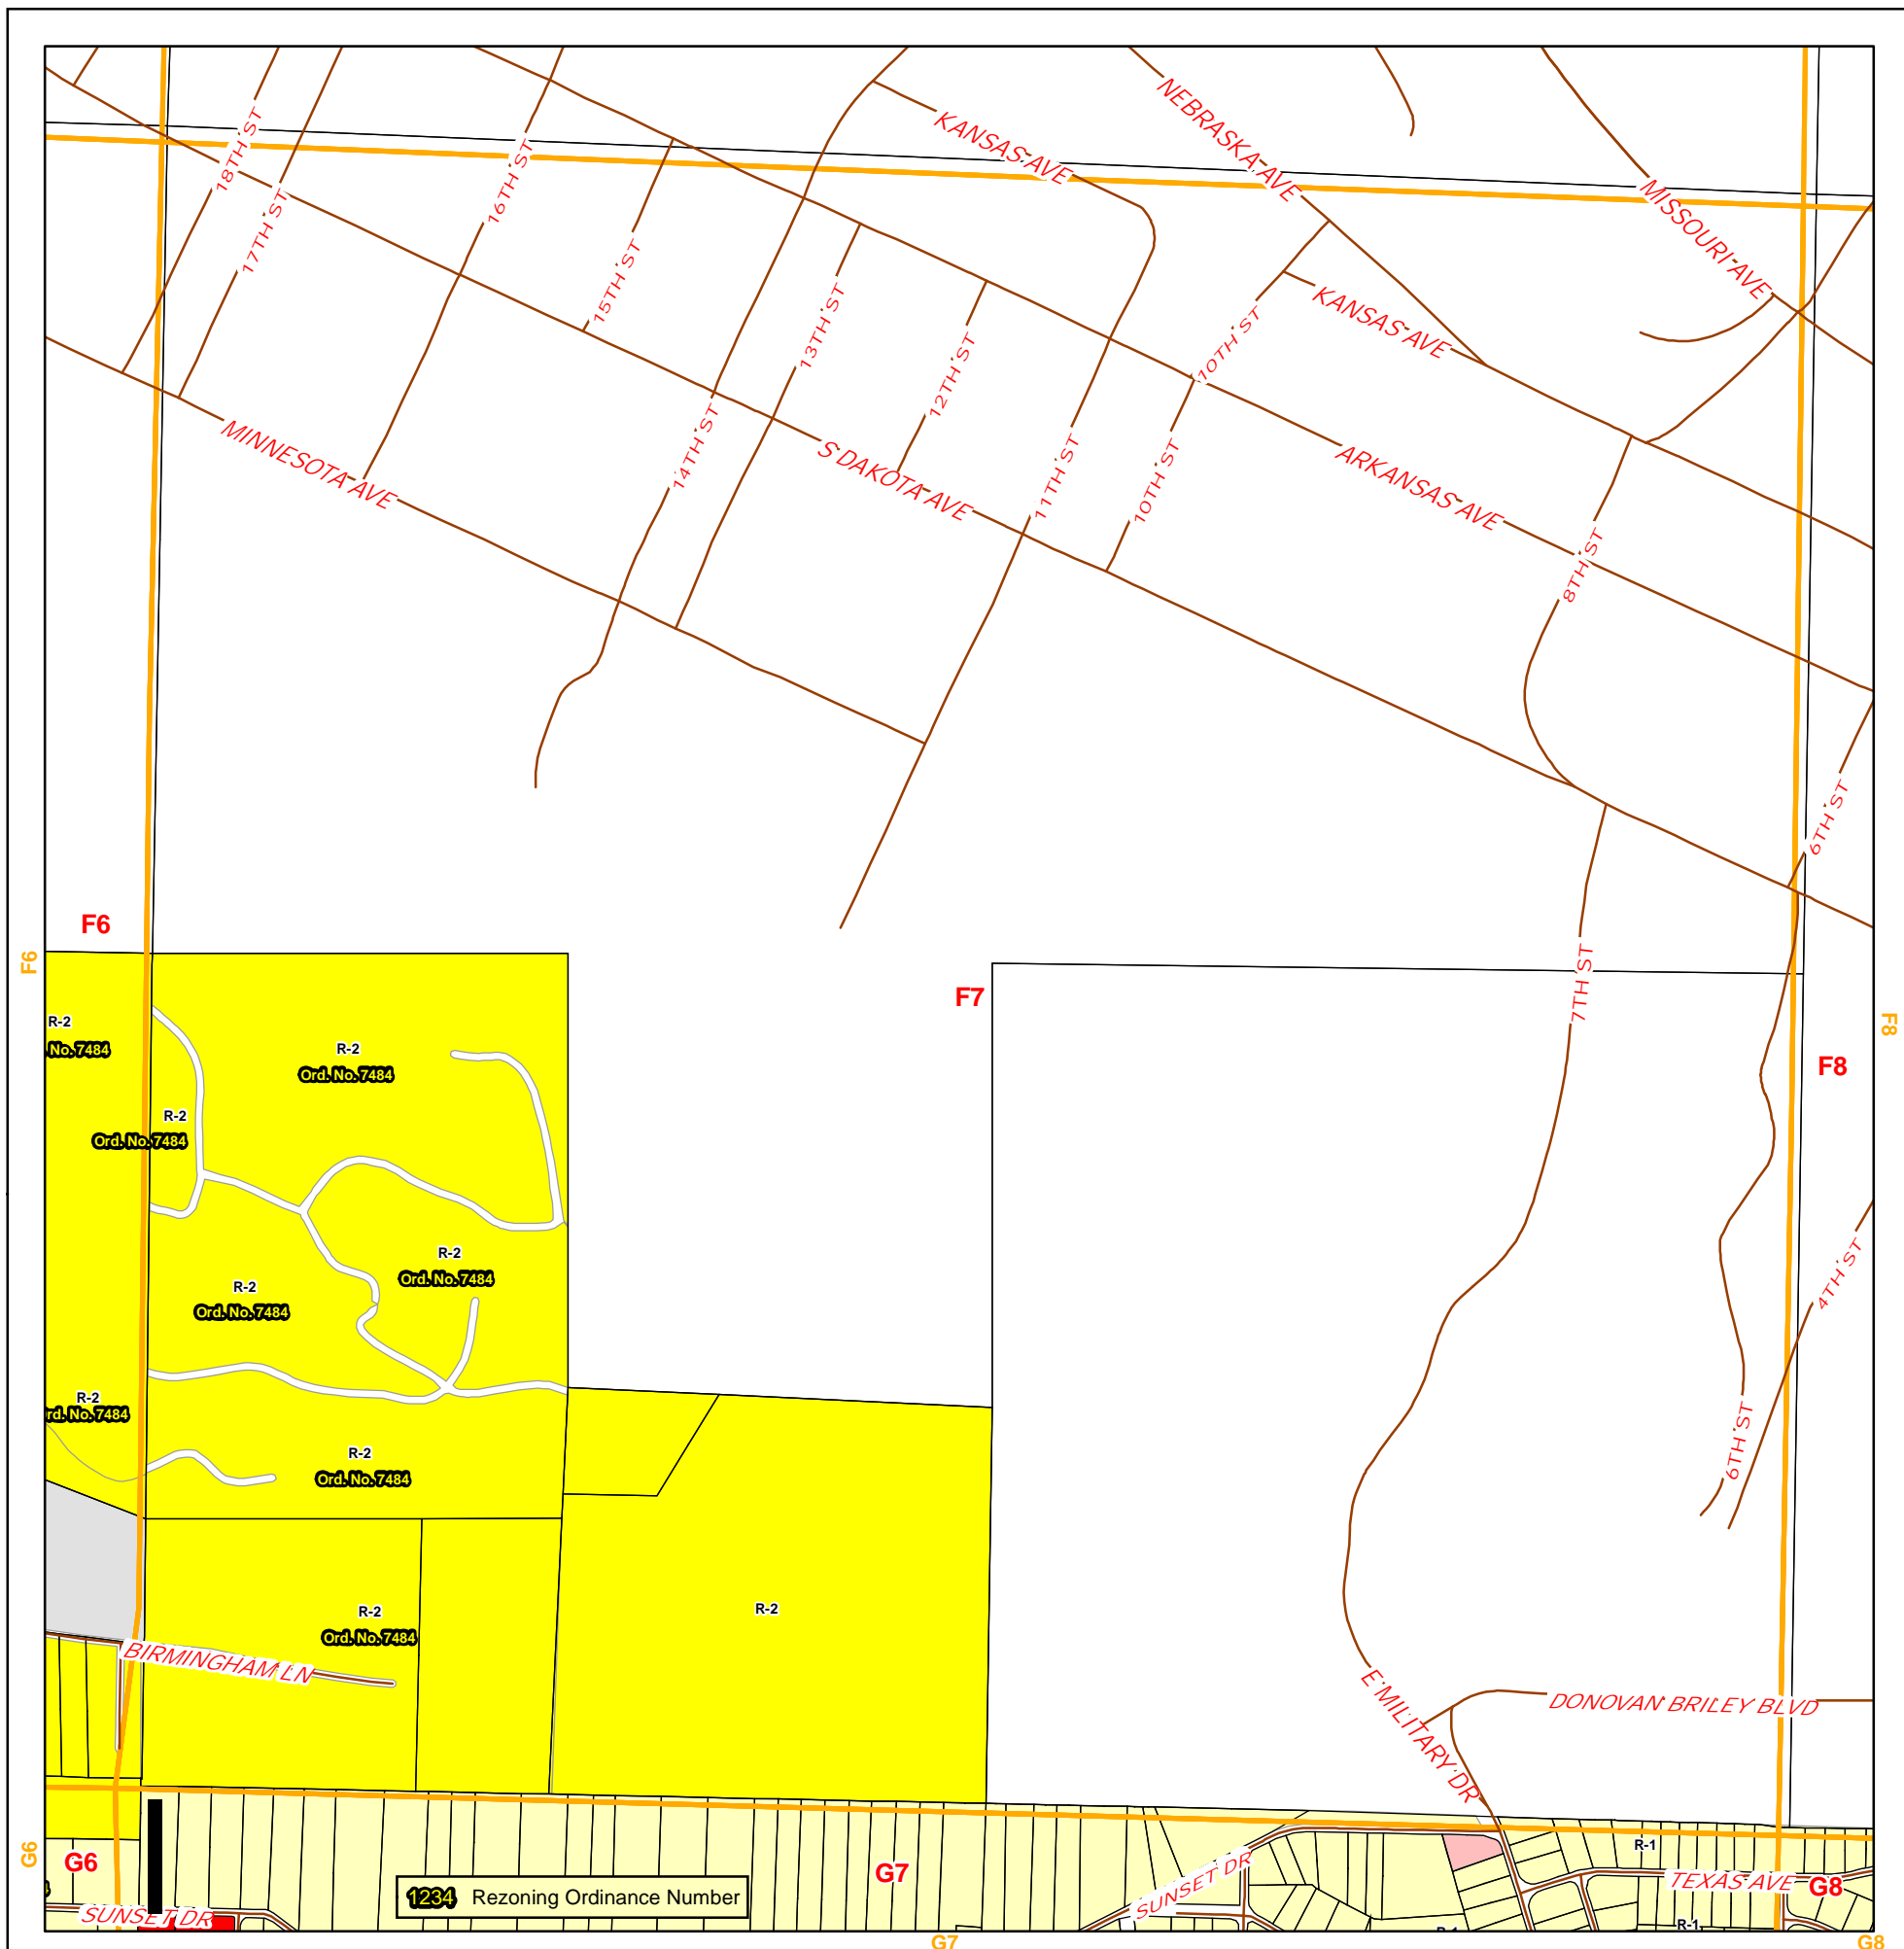 18TH ST
17TH ST
16TH ST
15TH ST
KANSAS AVE
NEBRASKA AVE
MISSOURI AVE
14TH ST
13TH ST
12TH ST
11TH ST
10TH ST
10TH ST
KANSAS AVE
MINNESOTA AVE
S DAKOTA AVE
ARKANSAS AVE
8TH ST
6TH ST
F6
F6
F7
7TH ST
F8
F8
R-2
No. 7484
R-2
Ord. No. 7484
R-2
Ord. No. 7484
R-2
Ord. No. 7484
R-2
Ord. No. 7484
4TH ST
R-2
rd. No. 7484
R-2
Ord. No. 7484
6TH ST
R-2
Ord. No. 7484
R-2
BIRMINGHAM LN
E MILITARY DR
DONOVAN BRILEY BLVD
G6
G6
G7
R-1
SUNSET DR
TEXAS AVE
G8
1234 Rezoning Ordinance Number
SUNSET DR
R-1
G7
G8